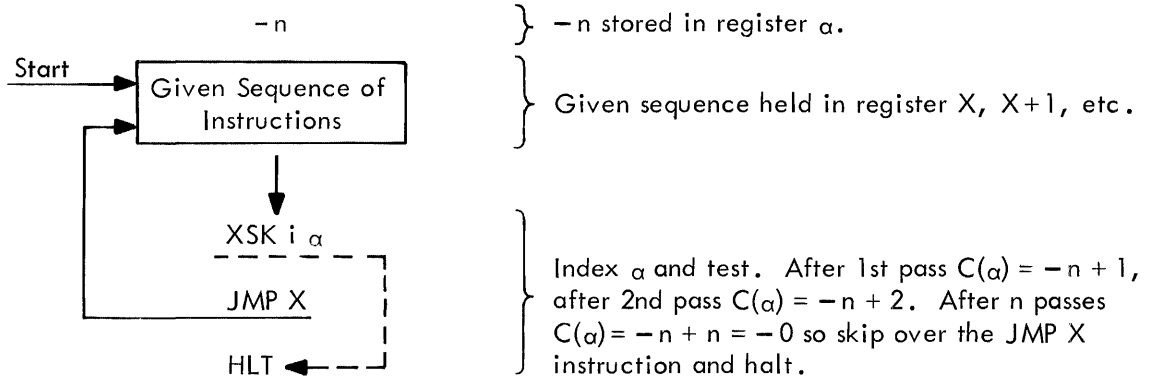 −n
−n stored in register α.
Start
Given Sequence of
Instructions
Given sequence held in register X, X+1, etc.
XSK i α
JMP X
HLT
Index α and test. After 1st pass C(α) = −n + 1,
after 2nd pass C(α) = −n + 2. After n passes
C(α) = −n + n = −0 so skip over the JMP X
instruction and halt.